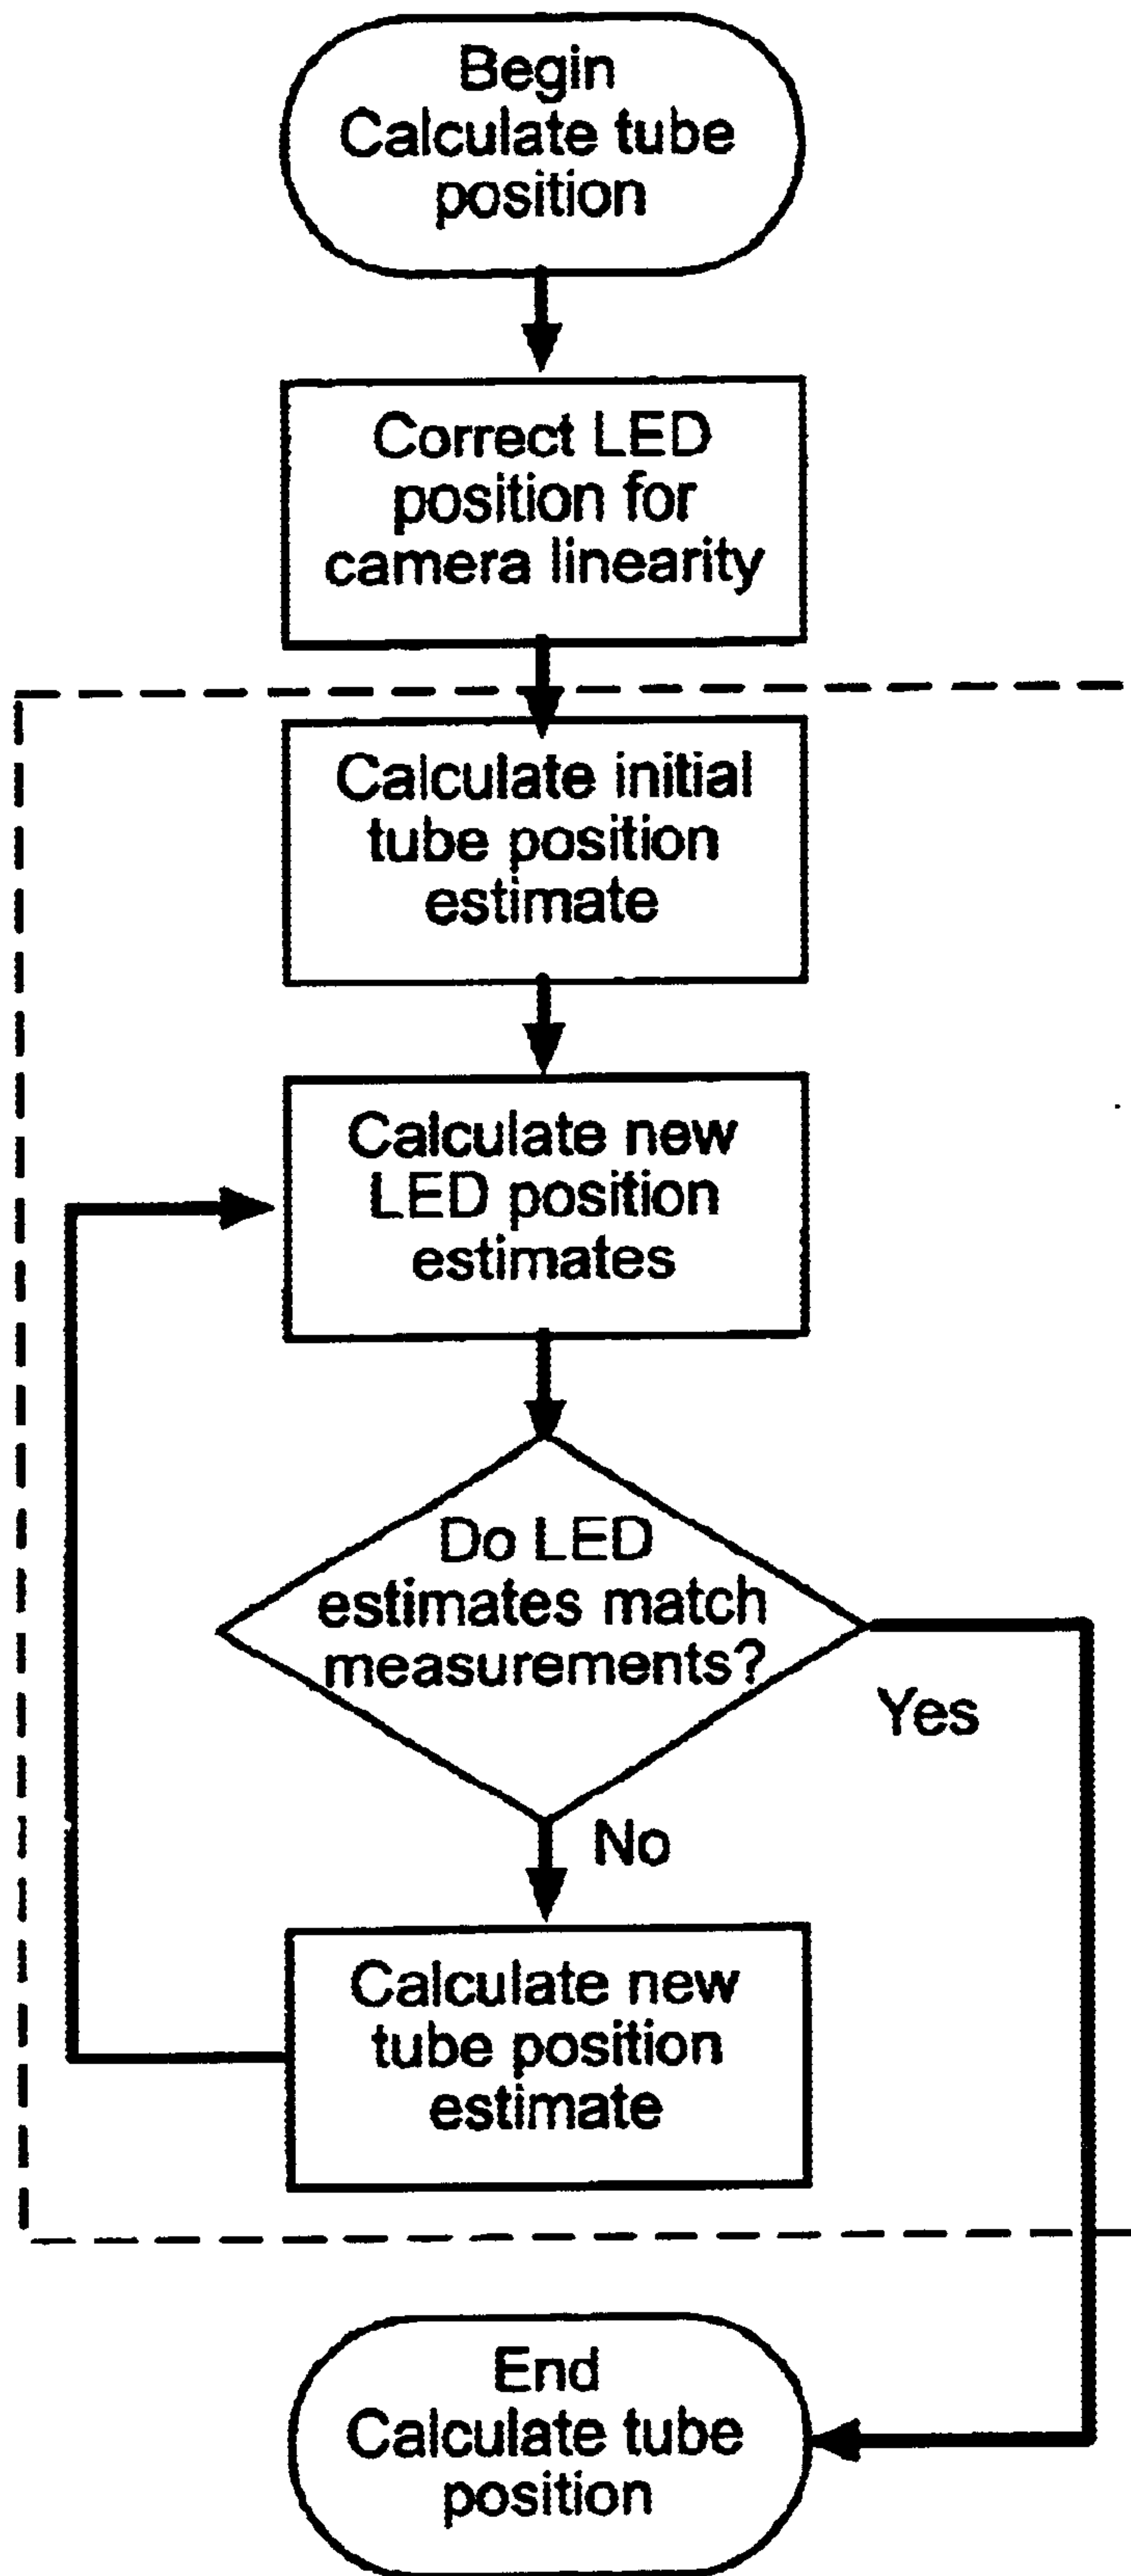 Begin
Calculate tube
position
Correct LED
position for
camera linearity
Calculate initial
tube position
estimate
Calculate new
LED position
estimates
Do LED
estimates match
measurements?
Yes
No
Calculate new
tube position
estimate
End
Calculate tube
position